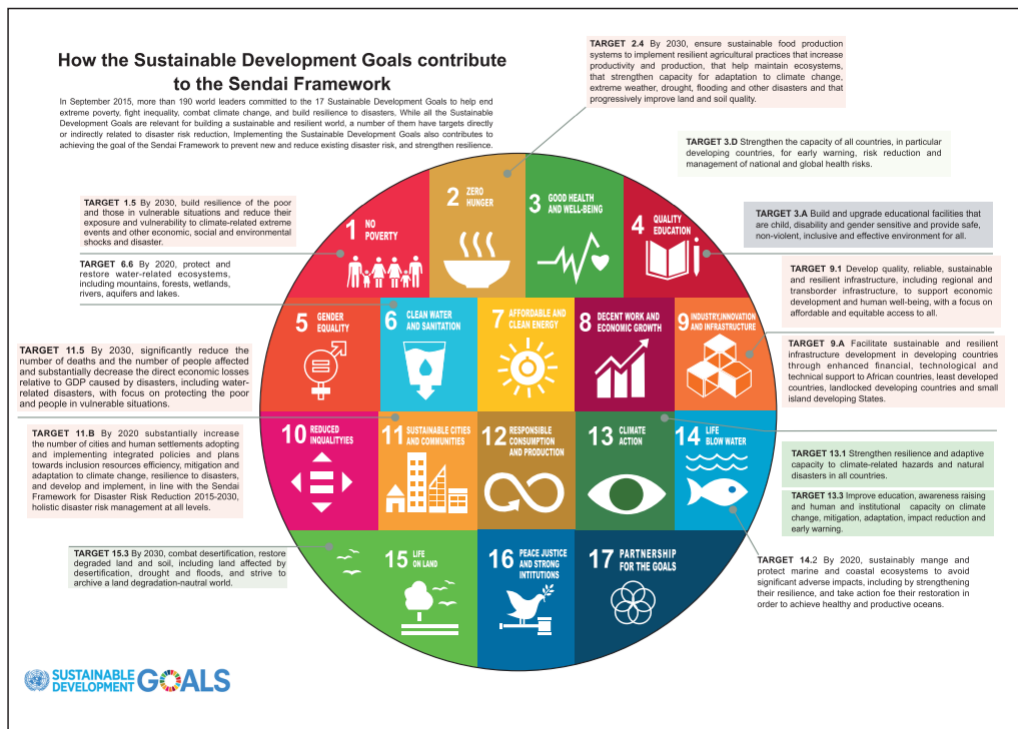 How the Sustainable Development Goals contribute
to the Sendai Framework
In September 2015, more than 190 world leaders committed to the 17 Sustainable Development Goals to help end
extreme poverty, fight inequality, combat climate change, and build resilience to disasters. While all the Sustainable
Development Goals are relevant for building a sustainable and resilient world, a number of them have targets directly
or indirectly related to disaster risk reduction, Implementing the Sustainable Development Goals also contributes to
achieving the goal of the Sendai Framework to prevent new and reduce existing disaster risk, and strengthen resilience.
TARGET 2.4 By 2030, ensure sustainable food production
systems to implement resilient agricultural practices that increase
productivity and production, that help maintain ecosystems,
that strengthen capacity for adaptation to climate change,
extreme weather, drought, flooding and other disasters and that
progressively improve land and soil quality.
TARGET 3.D Strengthen the capacity of all countries, in particular
developing countries, for early warning, risk reduction and
management of national and global health risks.
TARGET 1.5 By 2030, build resilience of the poor
and those in vulnerable situations and reduce their
exposure and vulnerability to climate-related extreme
events and other economic, social and environmental
shocks and disaster.
TARGET 3.A Build and upgrade educational facilities that
are child, disability and gender sensitive and provide safe,
non-violent, inclusive and effective environment for all.
TARGET 6.6 By 2020, protect and
restore water-related ecosystems,
including mountains, forests, wetlands,
rivers, aquifers and lakes.
TARGET 9.1 Develop quality, reliable, sustainable
and resilient infrastructure, including regional and
transborder infrastructure, to support economic
development and human well-being, with a focus on
affordable and equitable access to all.
TARGET 9.A Facilitate sustainable and resilient
infrastructure development in developing countries
through enhanced financial, technological and
technical support to African countries, least developed
countries, landlocked developing countries and small
island developing States.
TARGET 11.5 By 2030, significantly reduce the
number of deaths and the number of people affected
and substantially decrease the direct economic losses
relative to GDP caused by disasters, including water-
related disasters, with focus on protecting the poor
and people in vulnerable situations.
TARGET 11.B By 2020 substantially increase
the number of cities and human settlements adopting
and implementing integrated policies and plans
towards inclusion resources efficiency, mitigation and
adaptation to climate change, resilience to disasters,
and develop and implement, in line with the Sendai
Framework for Disaster Risk Reduction 2015-2030,
holistic disaster risk management at all levels.
TARGET 13.1 Strengthen resilience and adaptive
capacity to climate-related hazards and natural
disasters in all countries.
TARGET 13.3 Improve education, awareness raising
and human and institutional capacity on climate
change, mitigation, adaptation, impact reduction and
early warning.
TARGET 15.3 By 2030, combat desertification, restore
degraded land and soil, including land affected by
desertification, drought and floods, and strive to
archive a land degradation-nautral world.
TARGET 14.2 By 2020, sustainably mange and
protect marine and coastal ecosystems to avoid
significant adverse impacts, including by strengthening
their resilience, and take action foe their restoration in
order to achieve healthy and productive oceans.
1 NO
POVERTY
2 ZERO
HUNGER
3 GOOD HEALTH
AND WELL-BEING
4 QUALITY
EDUCATION
5 GENDER
EQUALITY
6 CLEAN WATER
AND SANITATION
7 AFFORDABLE AND
CLEAN ENERGY
8 DECENT WORK AND
ECONOMIC GROWTH
9 INDUSTRY,INNOVATION
AND INFRASTRUCTURE
10 REDUCED
INQUALITYIES
11 SUSTAINABLE CITIES
AND COMMUNITIES
12 RESPONSIBLE
CONSUMPTION
AND PRODUCTION
13 CLIMATE
ACTION
14 LIFE
BLOW WATER
15 LIFE
ON LAND
16 PEACE JUSTICE
AND STRONG
INTITUTIONS
17 PARTNERSHIP
FOR THE GOALS
SUSTAINABLE
DEVELOPMENT
GOALS